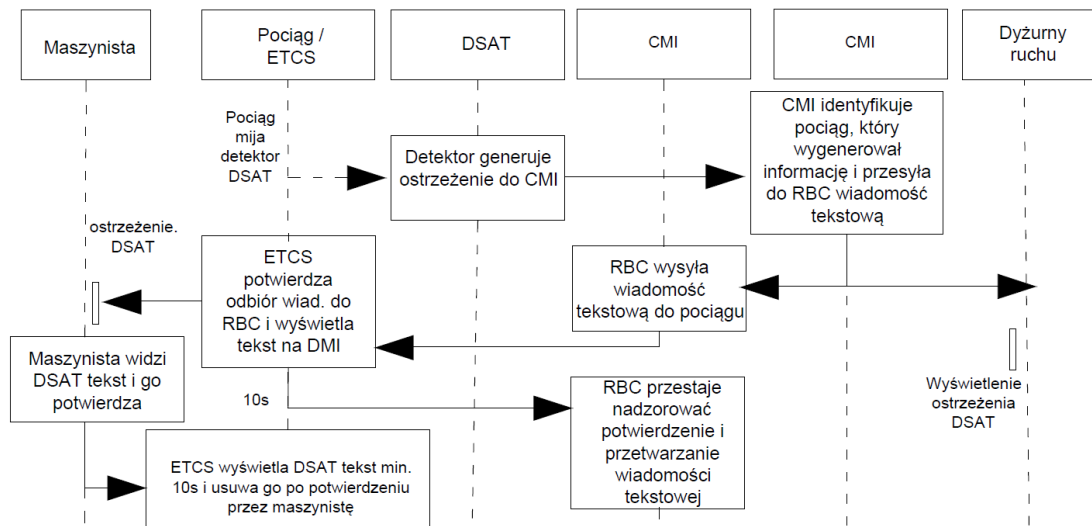 Maszynista
Pociąg /
ETCS
DSAT
CMI
CMI
Dyżurny
ruchu
Pociąg
mija
detektor
DSAT
Detektor generuje
ostrzeżenie do CMI
CMI identyfikuje
pociąg, który
wygenerował
informację i przesyła
do RBC wiadomość
tekstową
ostrzeżenie.
DSAT
ETCS
potwierdza
odbiór wiad. do
RBC i wyświetla
tekst na DMI
RBC wysyła
wiadomość
tekstową do pociągu
Maszynista widzi
DSAT tekst i go
potwierdza
10s
RBC przestaje
nadzorować
potwierdzenie i
przetwarzanie
wiadomości
tekstowej
Wyświetlenie
ostrzeżenia
DSAT
ETCS wyświetla DSAT tekst min.
10s i usuwa go po potwierdzeniu
przez maszynistę